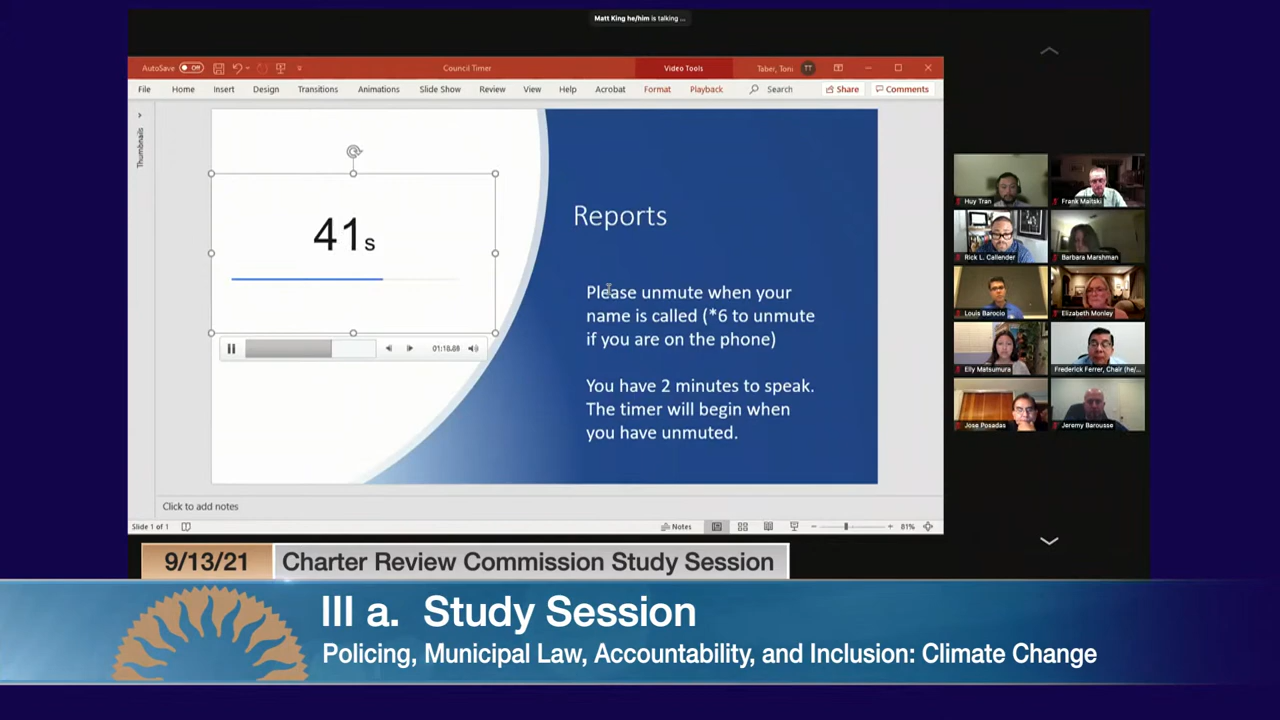 Matt King he/him is talking ...
AutoSave Off
Council Timer
Video Tools
Taber, Toni TT
File Home Insert Design Transitions Animations Slide Show Review View Help Acrobat Format Playback Search Share Comments
Thumbnails
41s
01:18.88
Reports
Please unmute when your
name is called (*6 to unmute
if you are on the phone)
You have 2 minutes to speak.
The timer will begin when
you have unmuted.
Click to add notes
Slide 1 of 1 Notes 81%
Huy Tran
Frank Maitski
Rick L. Callender
Barbara Marshman
Louis Barocio
Elizabeth Monley
Elly Matsumura
Frederick Ferrer, Chair (he/...
Jose Posadas
Jeremy Barousse
9/13/21 Charter Review Commission Study Session
III a. Study Session
Policing, Municipal Law, Accountability, and Inclusion: Climate Change